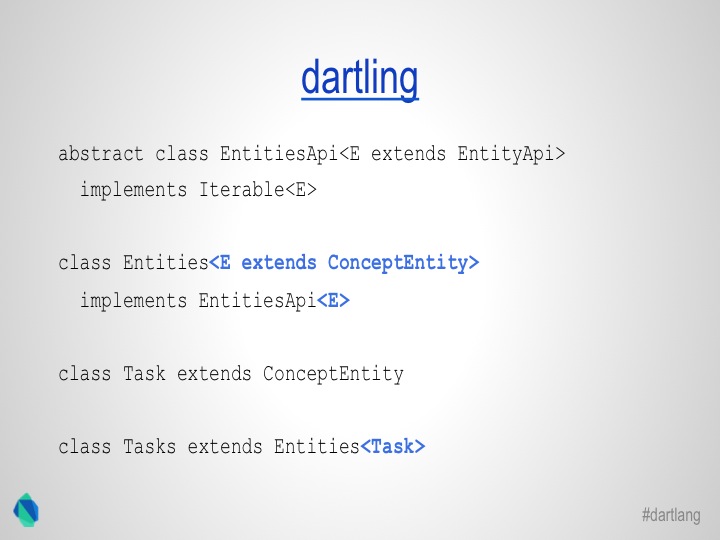 dartling
abstract class EntitiesApi<E extends EntityApi>
  implements Iterable<E>
class Entities<E extends ConceptEntity>
  implements EntitiesApi<E>
class Task extends ConceptEntity
class Tasks extends Entities<Task>
#dartlang